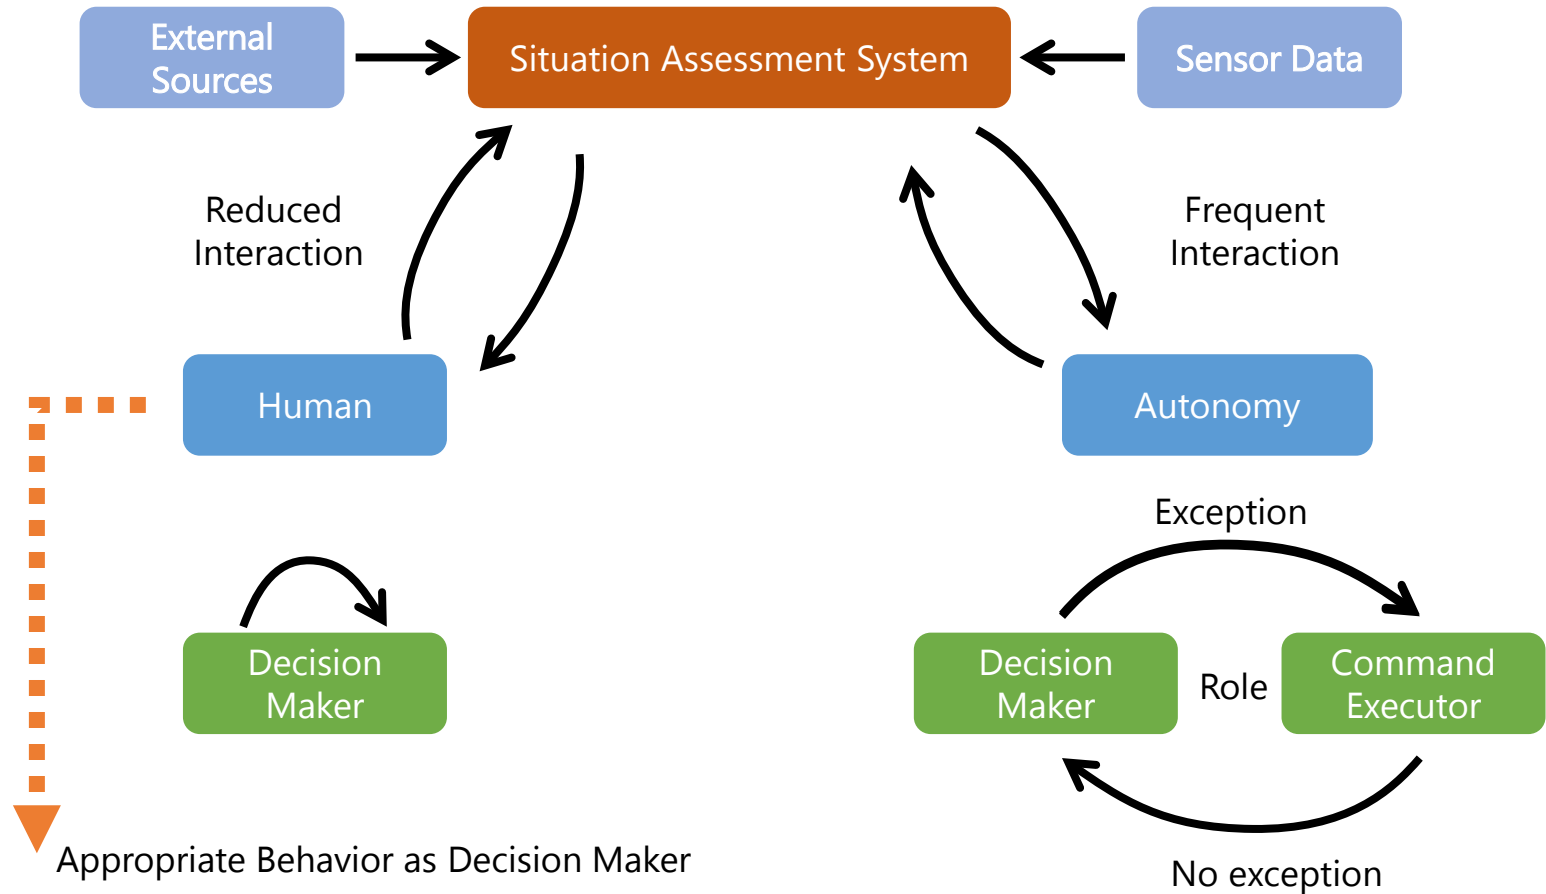 External
Sources
Situation Assessment System
Sensor Data
Reduced
Interaction
Frequent
Interaction
Human
Autonomy
Exception
Decision
Maker
Decision
Maker
Role
Command
Executor
Appropriate Behavior as Decision Maker
No exception